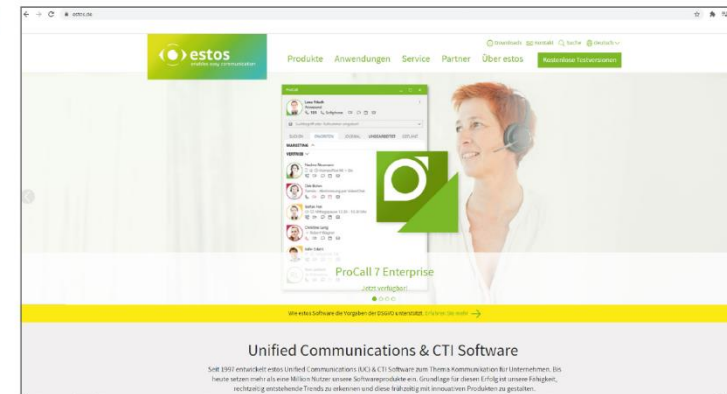 estos.de
Downloads Kontakt Suche Deutsch
estos
enables easy communication
Produkte Anwendungen Service Partner Über estos
Kostenlose Testversionen
ProCall
FAVORITEN
MARKETING
ProCall 7 Enterprise
Jetzt verfügbar!
Wie estos Software die Vorgaben der DSGVO unterstützt. Erfahren Sie mehr
Unified Communications & CTI Software
Seit 1997 entwickelt estos Unified Communications (UC) & CTI Software zum Thema Kommunikation für Unternehmen. Bis
heute setzen mehr als eine Million Nutzer unsere Softwareprodukte ein. Grundlage für diesen Erfolg ist unsere Fähigkeit,
rechtzeitig entstehende Trends zu erkennen und diese frühzeitig mit innovativen Produkten zu gestalten.